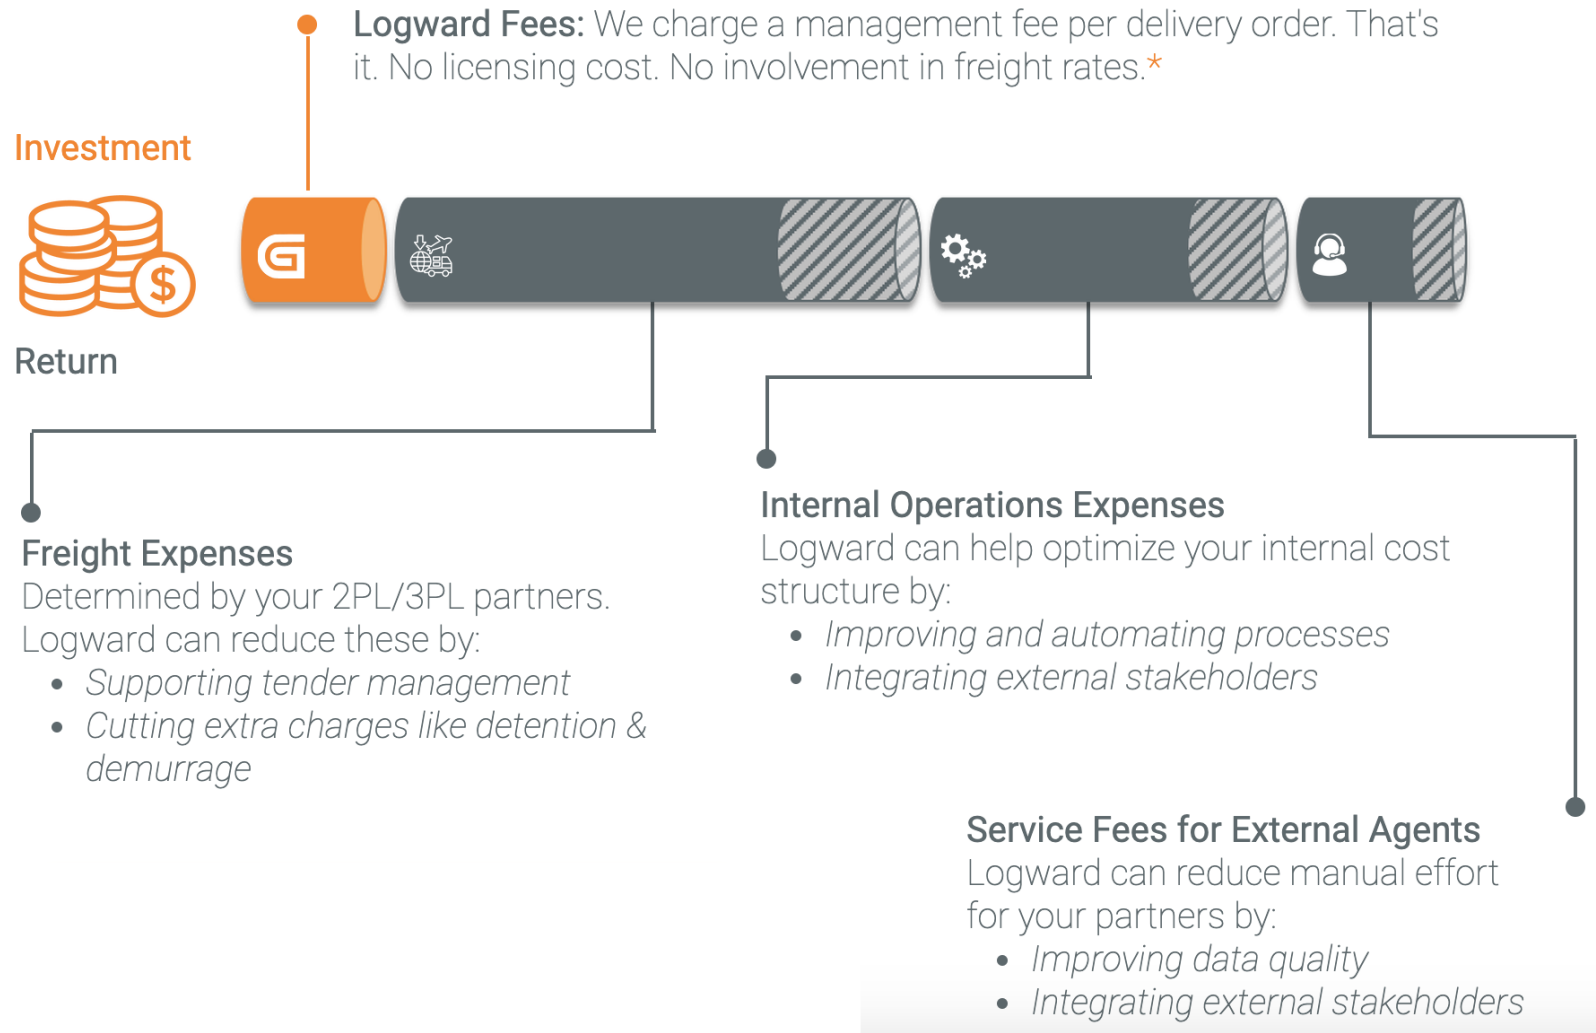 Logward Fees: We charge a management fee per delivery order. That's
it. No licensing cost. No involvement in freight rates.*
Investment
$
G
Return
Freight Expenses
Determined by your 2PL/3PL partners.
Logward can reduce these by:
• Supporting tender management
• Cutting extra charges like detention &
demurrage
Internal Operations Expenses
Logward can help optimize your internal cost
structure by:
• Improving and automating processes
• Integrating external stakeholders
Service Fees for External Agents
Logward can reduce manual effort
for your partners by:
• Improving data quality
• Integrating external stakeholders